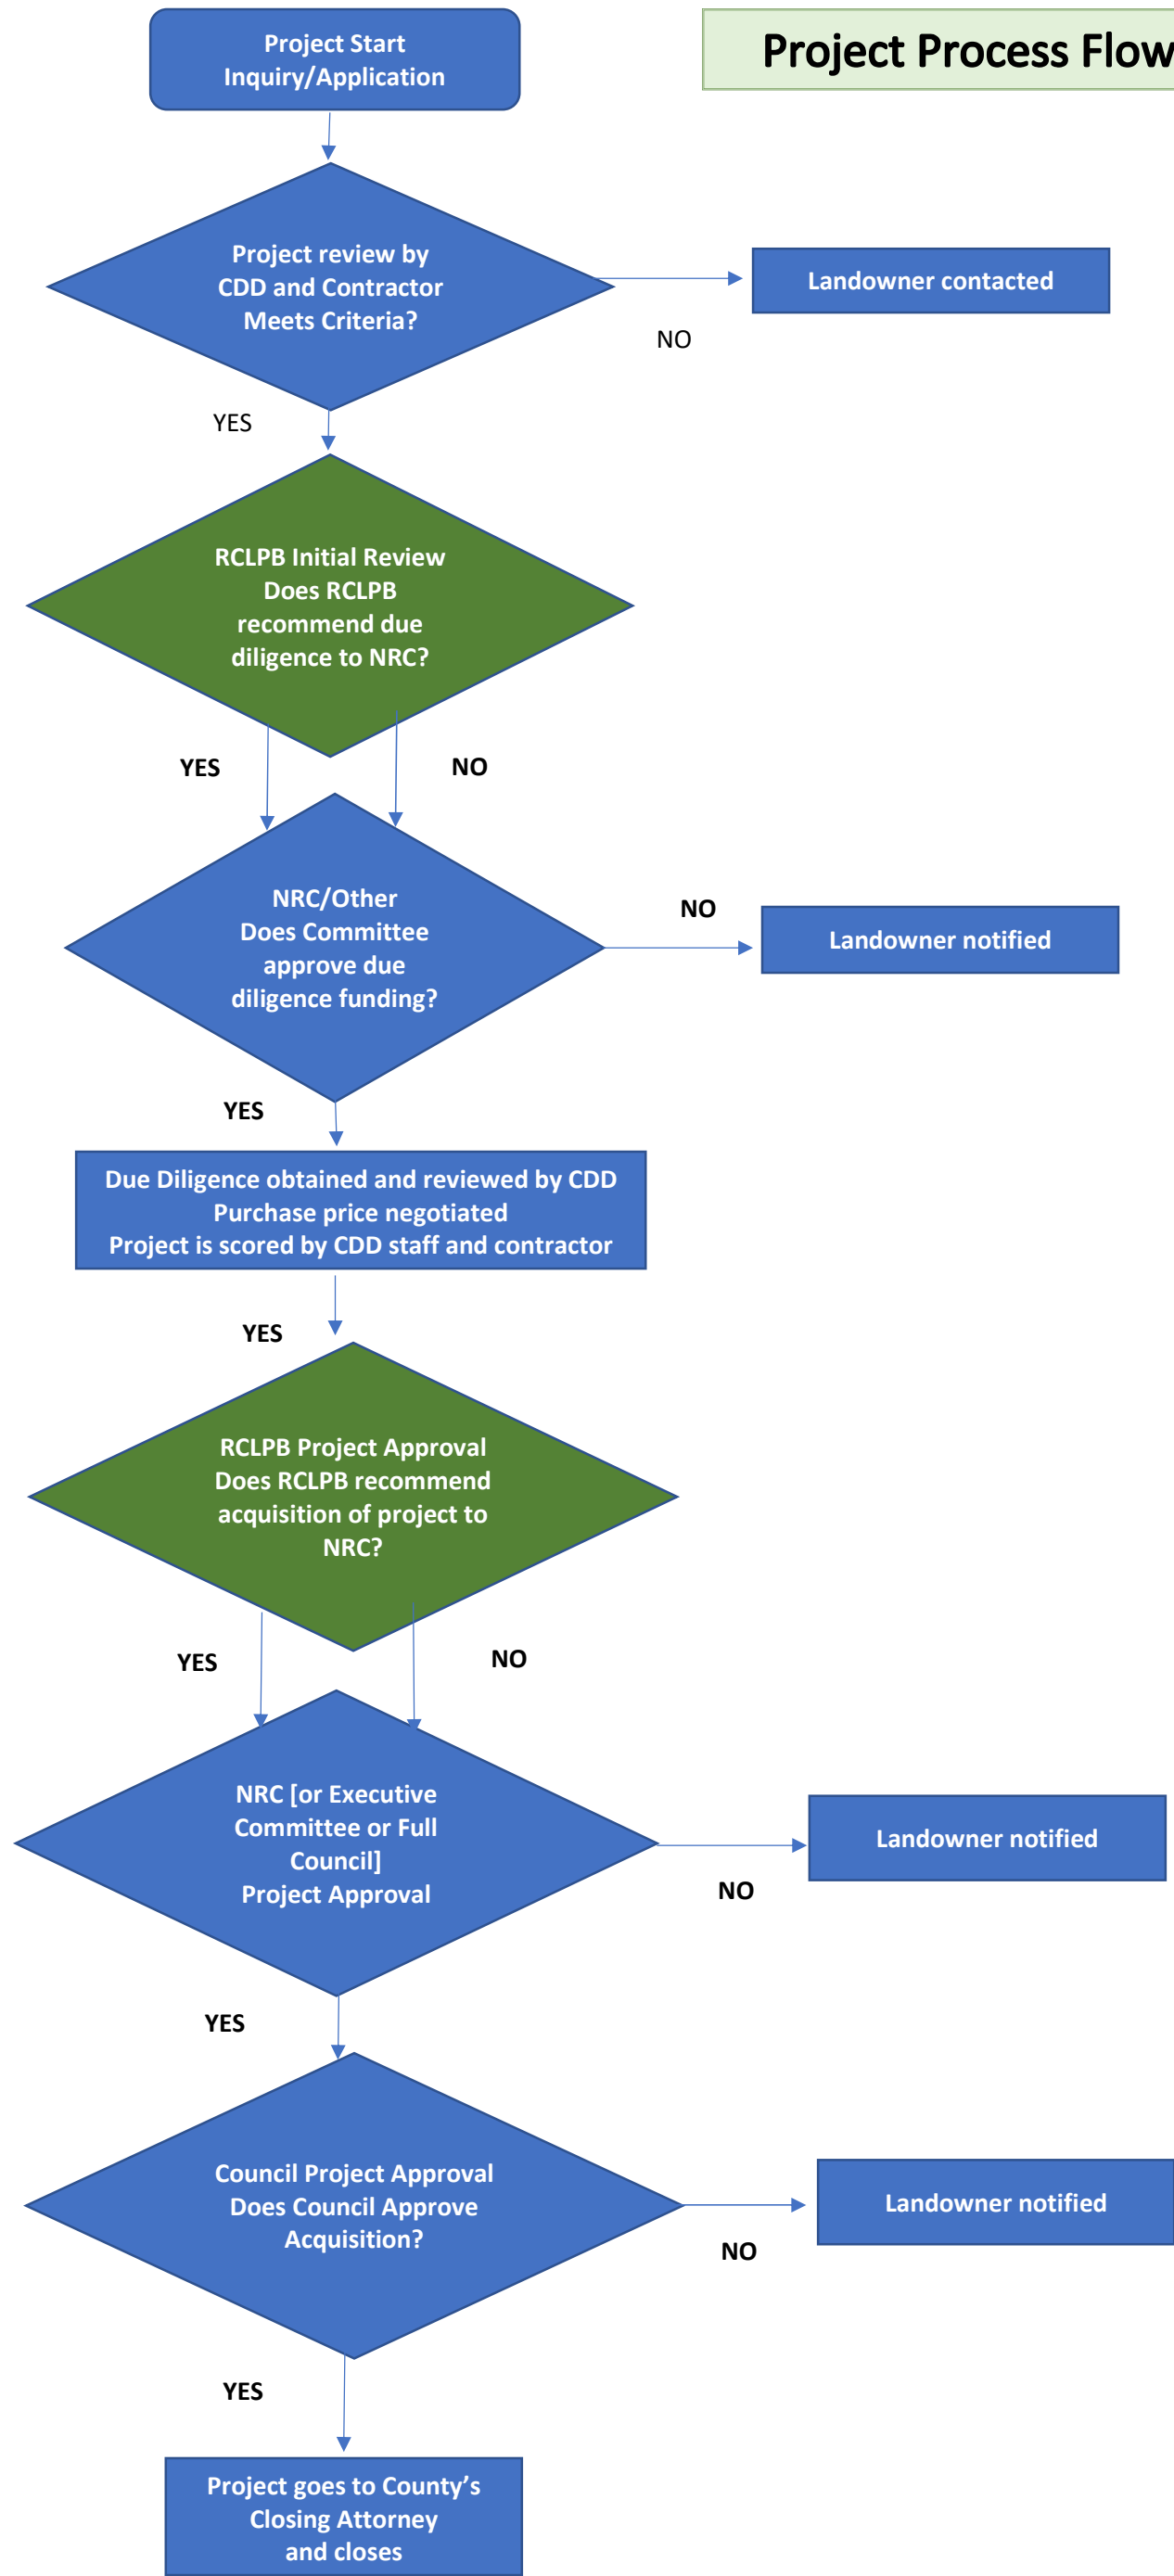 Project Start
Inquiry/Application
Project Process Flow
Project review by
CDD and Contractor
Meets Criteria?
Landowner contacted
NO
YES
RCLPB Initial Review
Does RCLPB
recommend due
diligence to NRC?
YES
NO
NRC/Other
Does Committee
approve due
diligence funding?
NO
Landowner notified
YES
Due Diligence obtained and reviewed by CDD
Purchase price negotiated
Project is scored by CDD staff and contractor
YES
RCLPB Project Approval
Does RCLPB recommend
acquisition of project to
NRC?
YES
NO
NRC [or Executive
Committee or Full
Council]
Project Approval
Landowner notified
NO
YES
Council Project Approval
Does Council Approve
Acquisition?
Landowner notified
NO
YES
Project goes to County’s
Closing Attorney
and closes